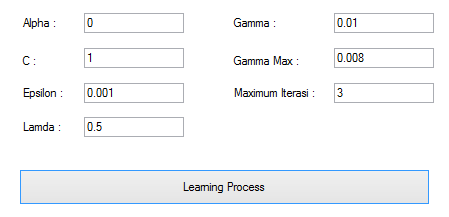 Alpha : 0 Gamma : 0.01
C : 1 Gamma Max : 0.008
Epsilon : 0.001 Maximum Iterasi : 3
Lamda : 0.5
Learning Process